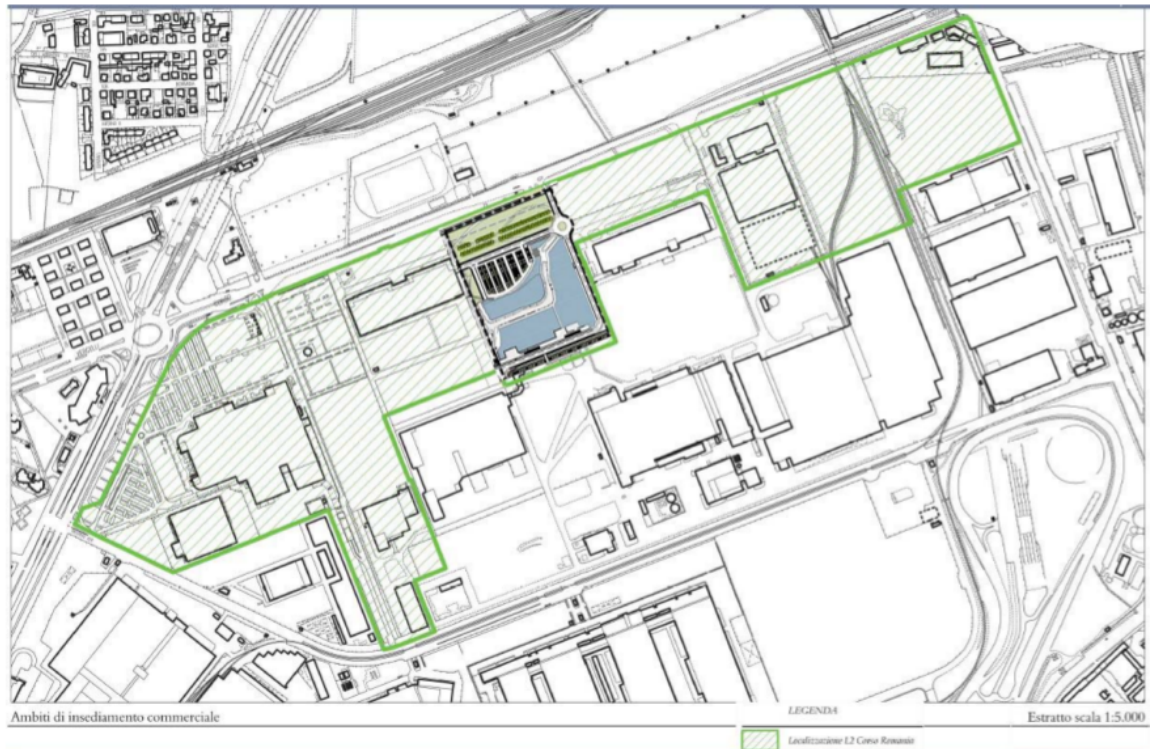 Ambiti di insediamento commerciale
LEGENDA
Estratto scala 1:5.000
Localizzazione L2 Corso Romania